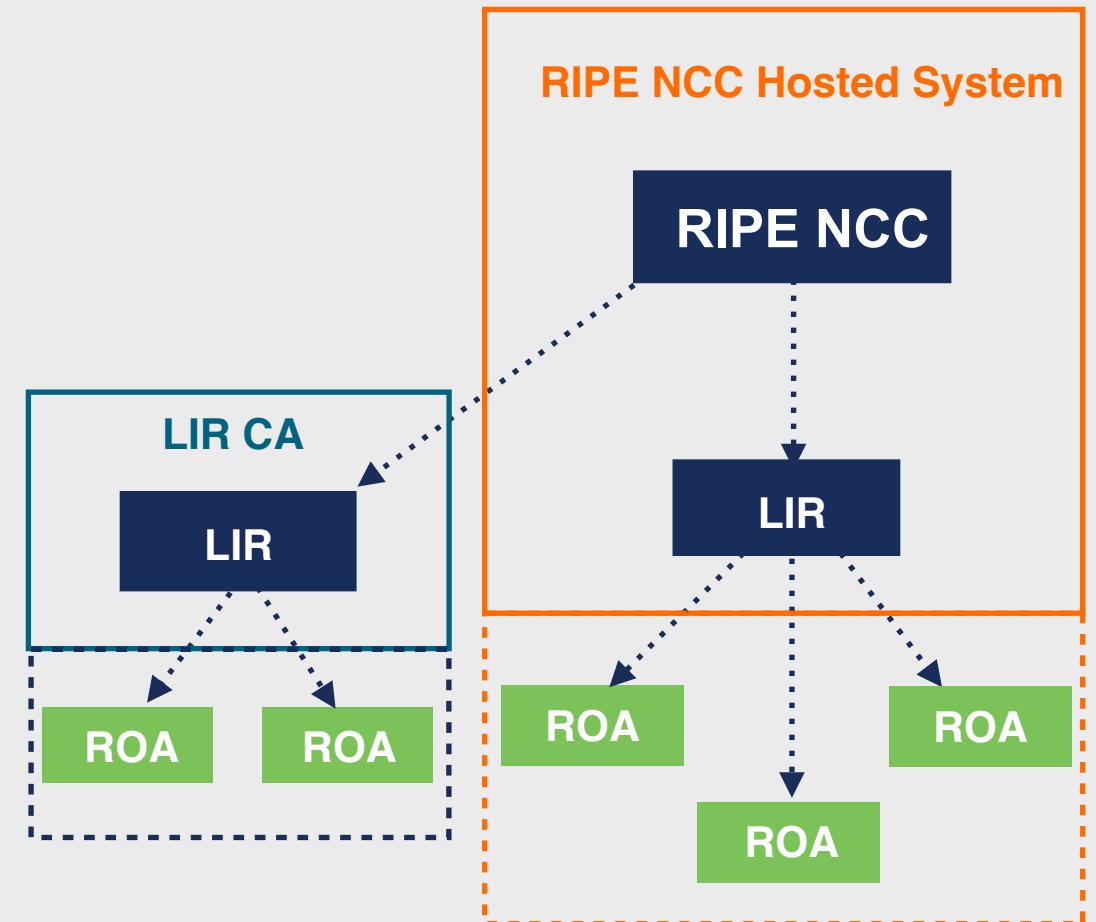 RIPE NCC Hosted System
RIPE NCC
LIR CA
LIR
LIR
ROA
ROA
ROA
ROA
ROA